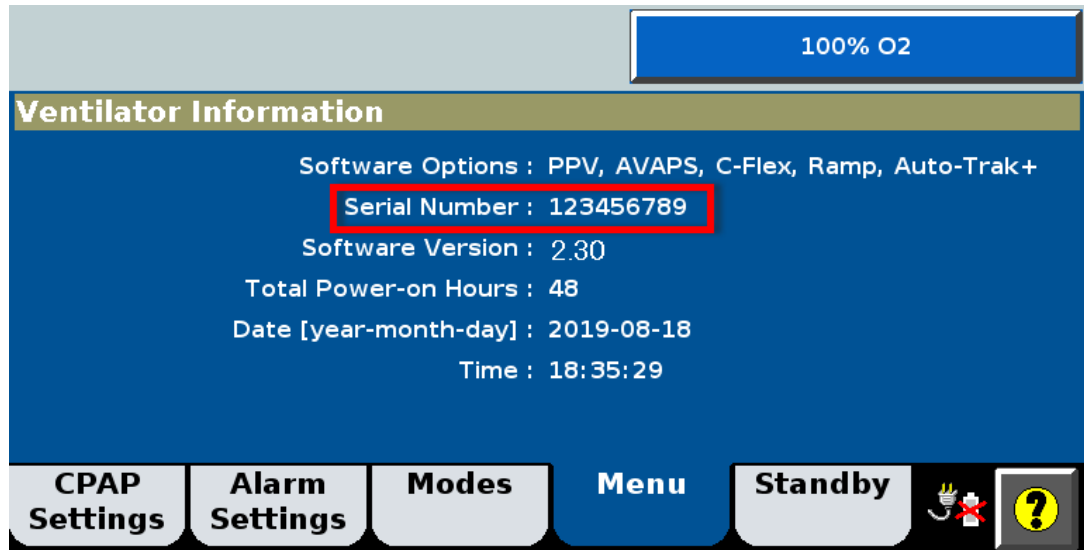 100% O2
Ventilator Information
Software Options : PPV, AVAPS, C-Flex, Ramp, Auto-Trak+
Serial Number : 123456789
Software Version : 2.30
Total Power-on Hours : 48
Date [year-month-day] : 2019-08-18
Time : 18:35:29
CPAP Settings
Alarm Settings
Modes
Menu
Standby
?